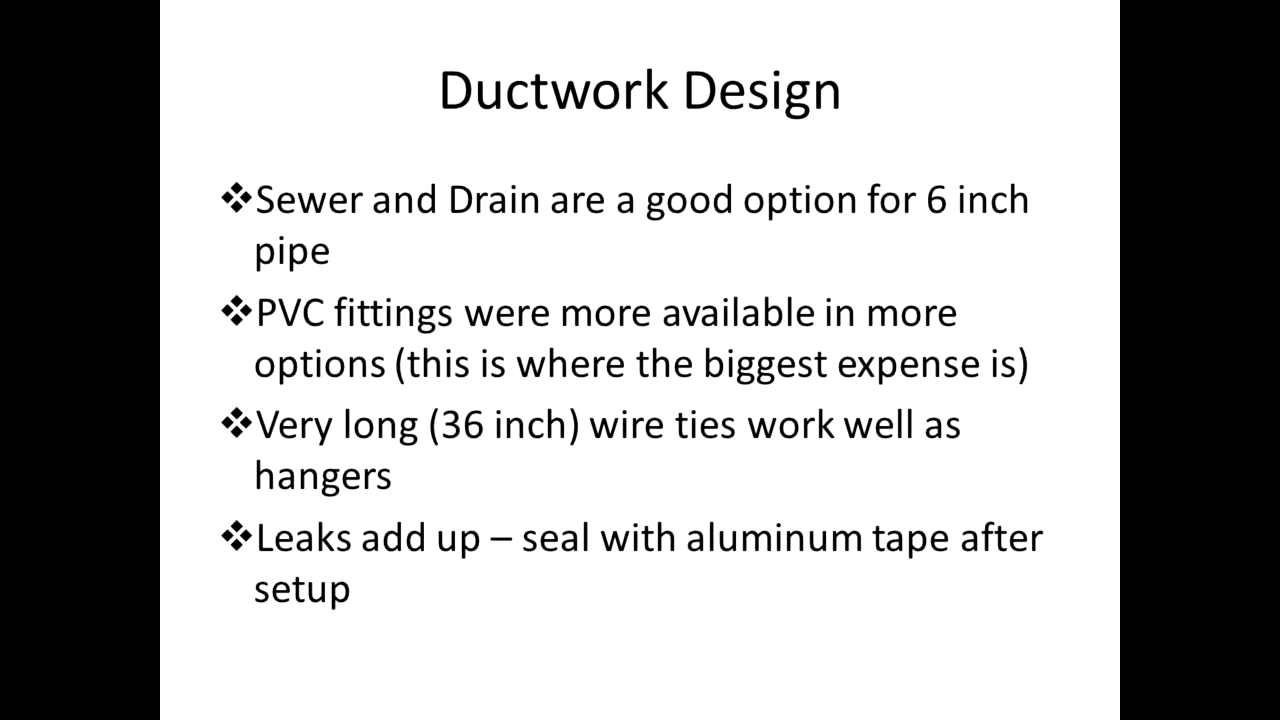 Ductwork Design
❖Sewer and Drain are a good option for 6 inch
pipe
❖PVC fittings were more available in more
options (this is where the biggest expense is)
❖Very long (36 inch) wire ties work well as
hangers
❖Leaks add up – seal with aluminum tape after
setup